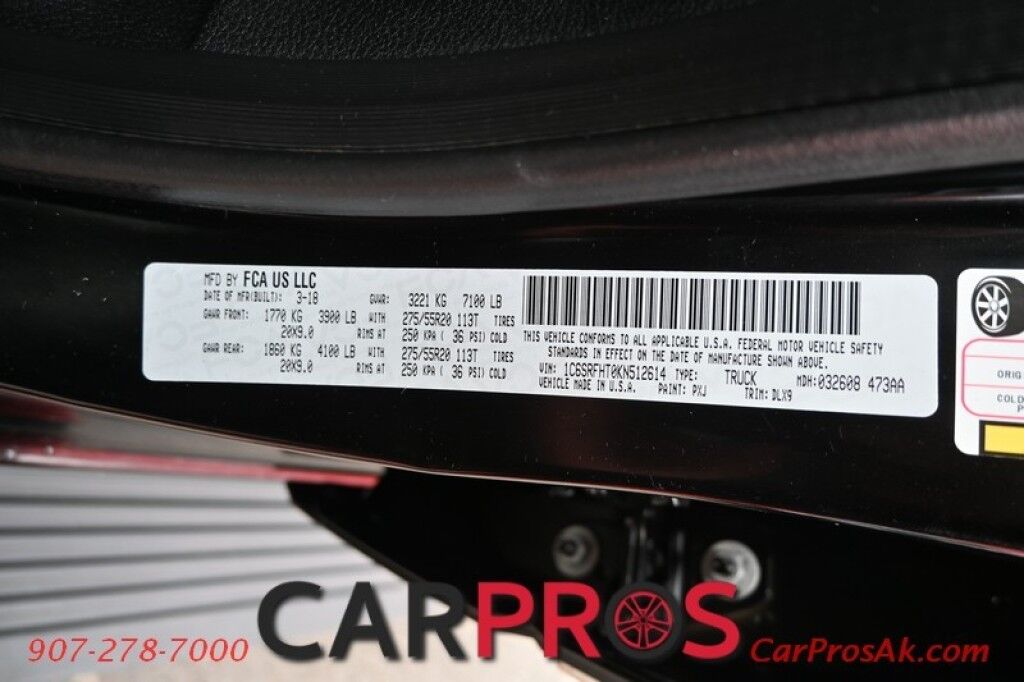 MFD BY FCA US LLC
DATE OF MFR(BUILT): 3-18 GVWR: 3221 KG 7100 LB
GAWR FRONT: 1770 KG 3900 LB WITH 275/55R20 113T TIRES
20X9.0 RIMS AT 250 KPA ( 36 PSI) COLD
GAWR REAR: 1860 KG 4100 LB WITH 275/55R20 113T TIRES
20X9.0 RIMS AT 250 KPA ( 36 PSI) COLD
THIS VEHICLE CONFORMS TO ALL APPLICABLE U.S.A. FEDERAL MOTOR VEHICLE SAFETY
STANDARDS IN EFFECT ON THE DATE OF MANUFACTURE SHOWN ABOVE.
VIN: 1C6SRFHT0KN512614 TYPE: TRUCK MDH:032608 473AA
VEHICLE MADE IN U.S.A. PAINT: PXJ TRIM: DLX9
ORIG
COLD
P
CARPROS
907-278-7000
CarProsAk.com